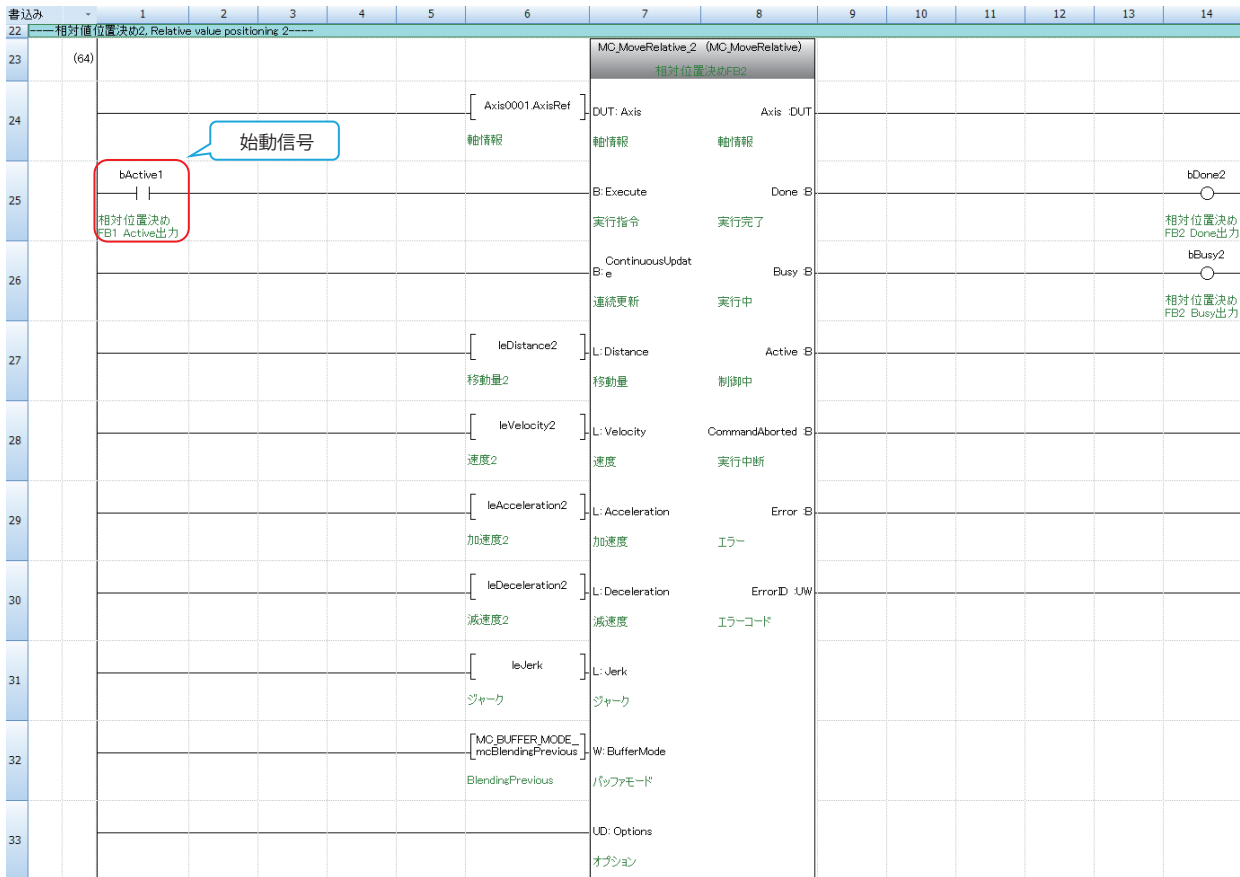 書込み 1 2 3 4 5 6 7 8 9 10 11 12 13 14
22 ----相対値位置決め2, Relative value positioning 2----
23 (64) MC_MoveRelative_2 (MC_MoveRelative)
相対位置決めFB2
24 Axis0001.AxisRef DUT: Axis Axis :DUT
軸情報 軸情報 軸情報
始動信号
25 bActive1 B: Execute Done :B bDone2
相対位置決め 実行指令 実行完了 相対位置決め
FB1 Active出力 FB2 Done出力
26 B: ContinuousUpdat Busy :B bBusy2
e
連続更新 実行中 相対位置決め
FB2 Busy出力
27 leDistance2 L: Distance Active :B
移動量2 移動量 制御中
28 leVelocity2 L: Velocity CommandAborted :B
速度2 速度 実行中断
29 leAcceleration2 L: Acceleration Error :B
加速度2 加速度 エラー
30 leDeceleration2 L: Deceleration ErrorID :UW
減速度2 減速度 エラーコード
31 leJerk L: Jerk
ジャーク ジャーク
32 MC_BUFFER_MODE_
mcBlendingPrevious W: BufferMode
BlendingPrevious バッファモード
33 UD: Options
オプション